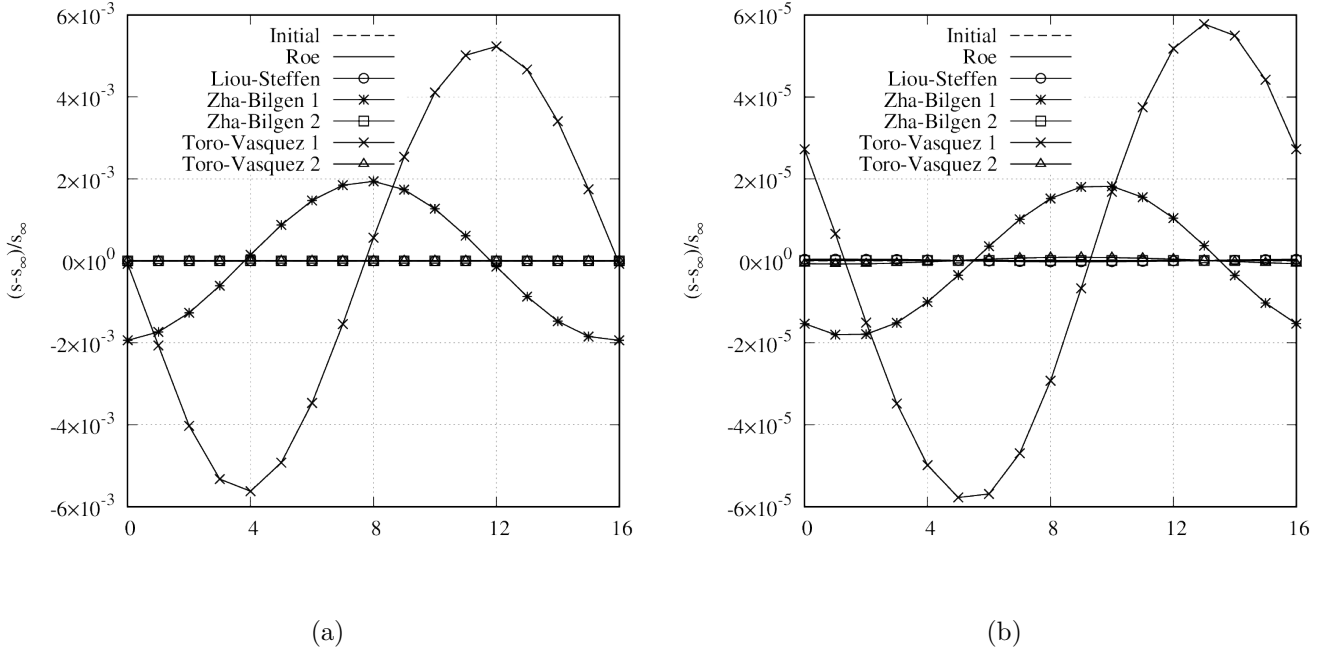 6×10⁻³
4×10⁻³
2×10⁻³
0×10⁰
-2×10⁻³
-4×10⁻³
-6×10⁻³
(s-s∞)/s∞
Initial
Roe
Liou-Steffen
Zha-Bilgen 1
Zha-Bilgen 2
Toro-Vasquez 1
Toro-Vasquez 2
0 4 8 12 16
(a)
6×10⁻⁵
4×10⁻⁵
2×10⁻⁵
0×10⁰
-2×10⁻⁵
-4×10⁻⁵
-6×10⁻⁵
(s-s∞)/s∞
Initial
Roe
Liou-Steffen
Zha-Bilgen 1
Zha-Bilgen 2
Toro-Vasquez 1
Toro-Vasquez 2
0 4 8 12 16
(b)